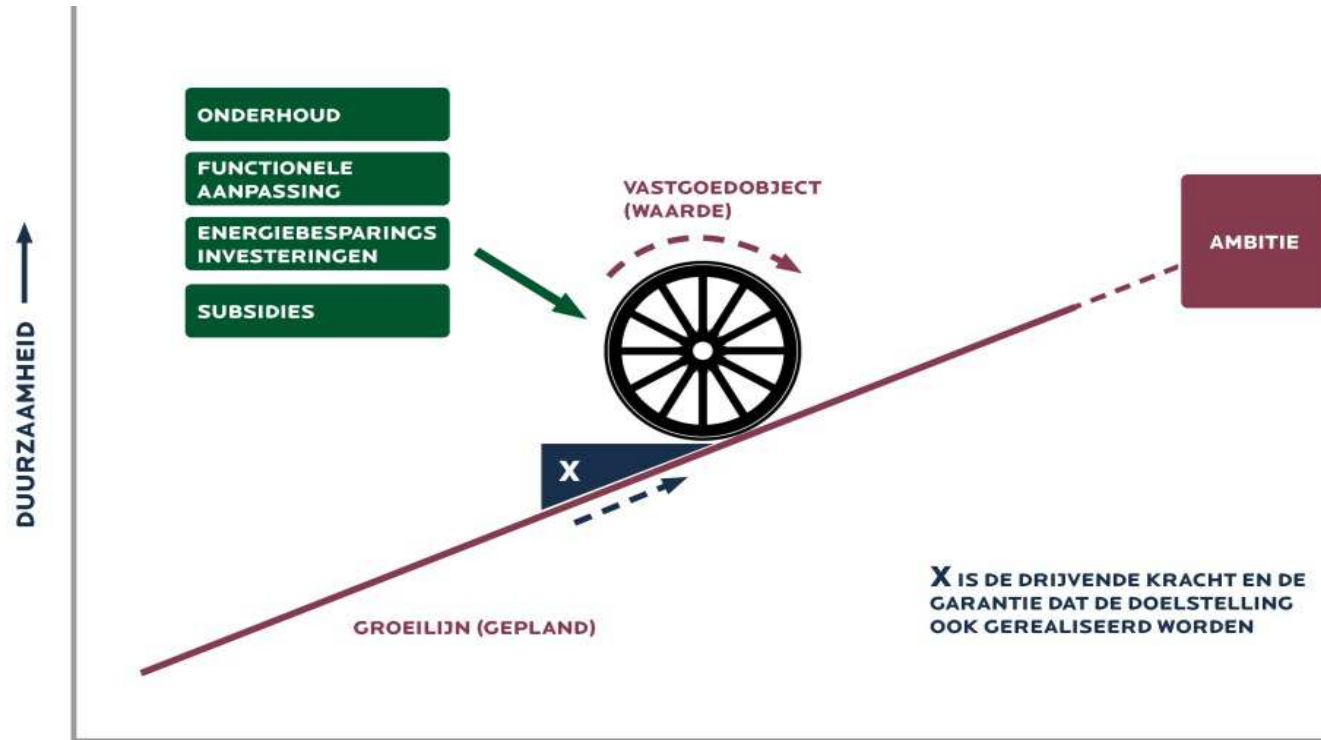 ONDERHOUD
FUNCTIONELE
AANPASSING
ENERGIEBESPARINGS
INVESTERINGEN
SUBSIDIES
VASTGOEDOBJECT
(WAARDE)
AMBITIE
DUURZAAMHEID
X
GROEILIJN (GEPLAND)
X IS DE DRIJVENDE KRACHT EN DE
GARANTIE DAT DE DOELSTELLING
OOK GEREALISEERD WORDEN